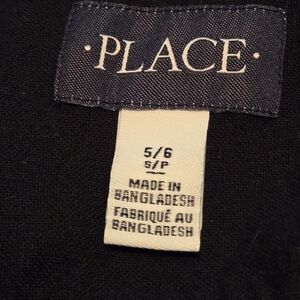 · PLACE ·
5/6
S/P
MADE IN
BANGLADESH
FABRIQUÉ AU
BANGLADESH